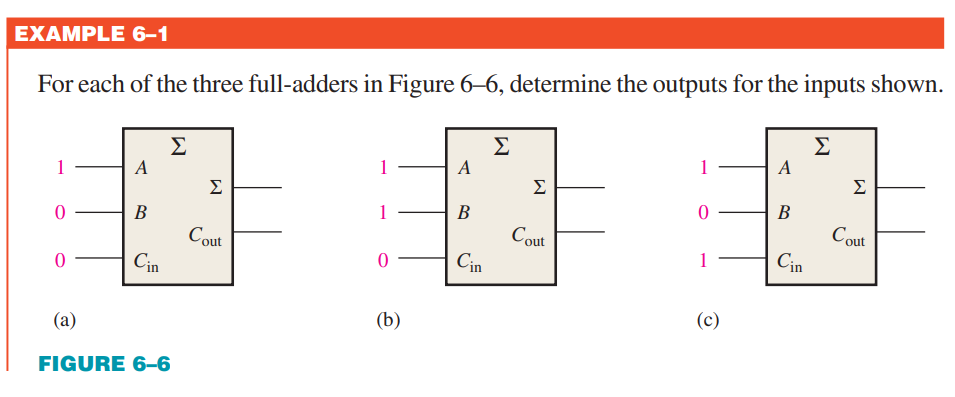 EXAMPLE 6–1
For each of the three full-adders in Figure 6–6, determine the outputs for the inputs shown.
Σ Σ Σ
1 A 1 A 1 A
Σ Σ Σ
0 B 1 B 0 B
Cout Cout Cout
0 Cin 0 Cin 1 Cin
(a) (b) (c)
FIGURE 6–6